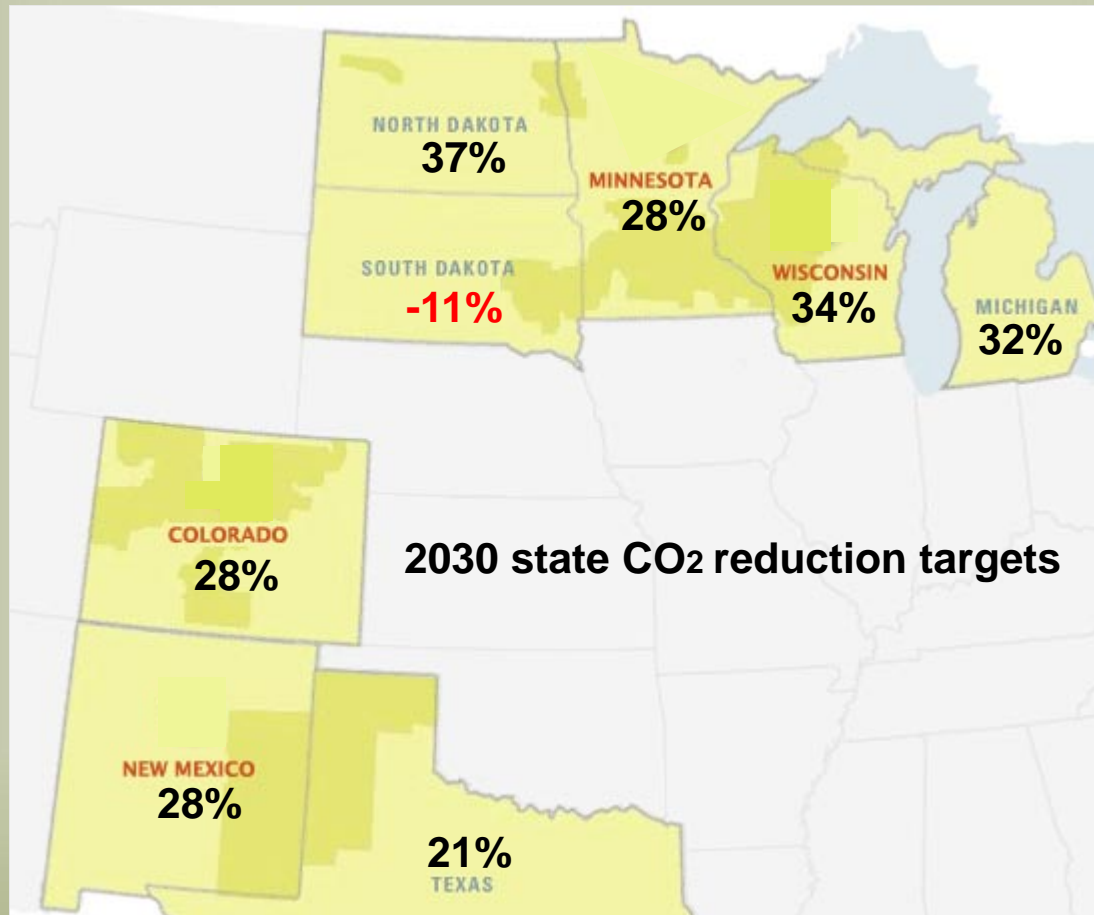 NORTH DAKOTA
37%
MINNESOTA
28%
SOUTH DAKOTA
-11%
WISCONSIN
34%
MICHIGAN
32%
COLORADO
28%
2030 state CO2 reduction targets
NEW MEXICO
28%
21%
TEXAS